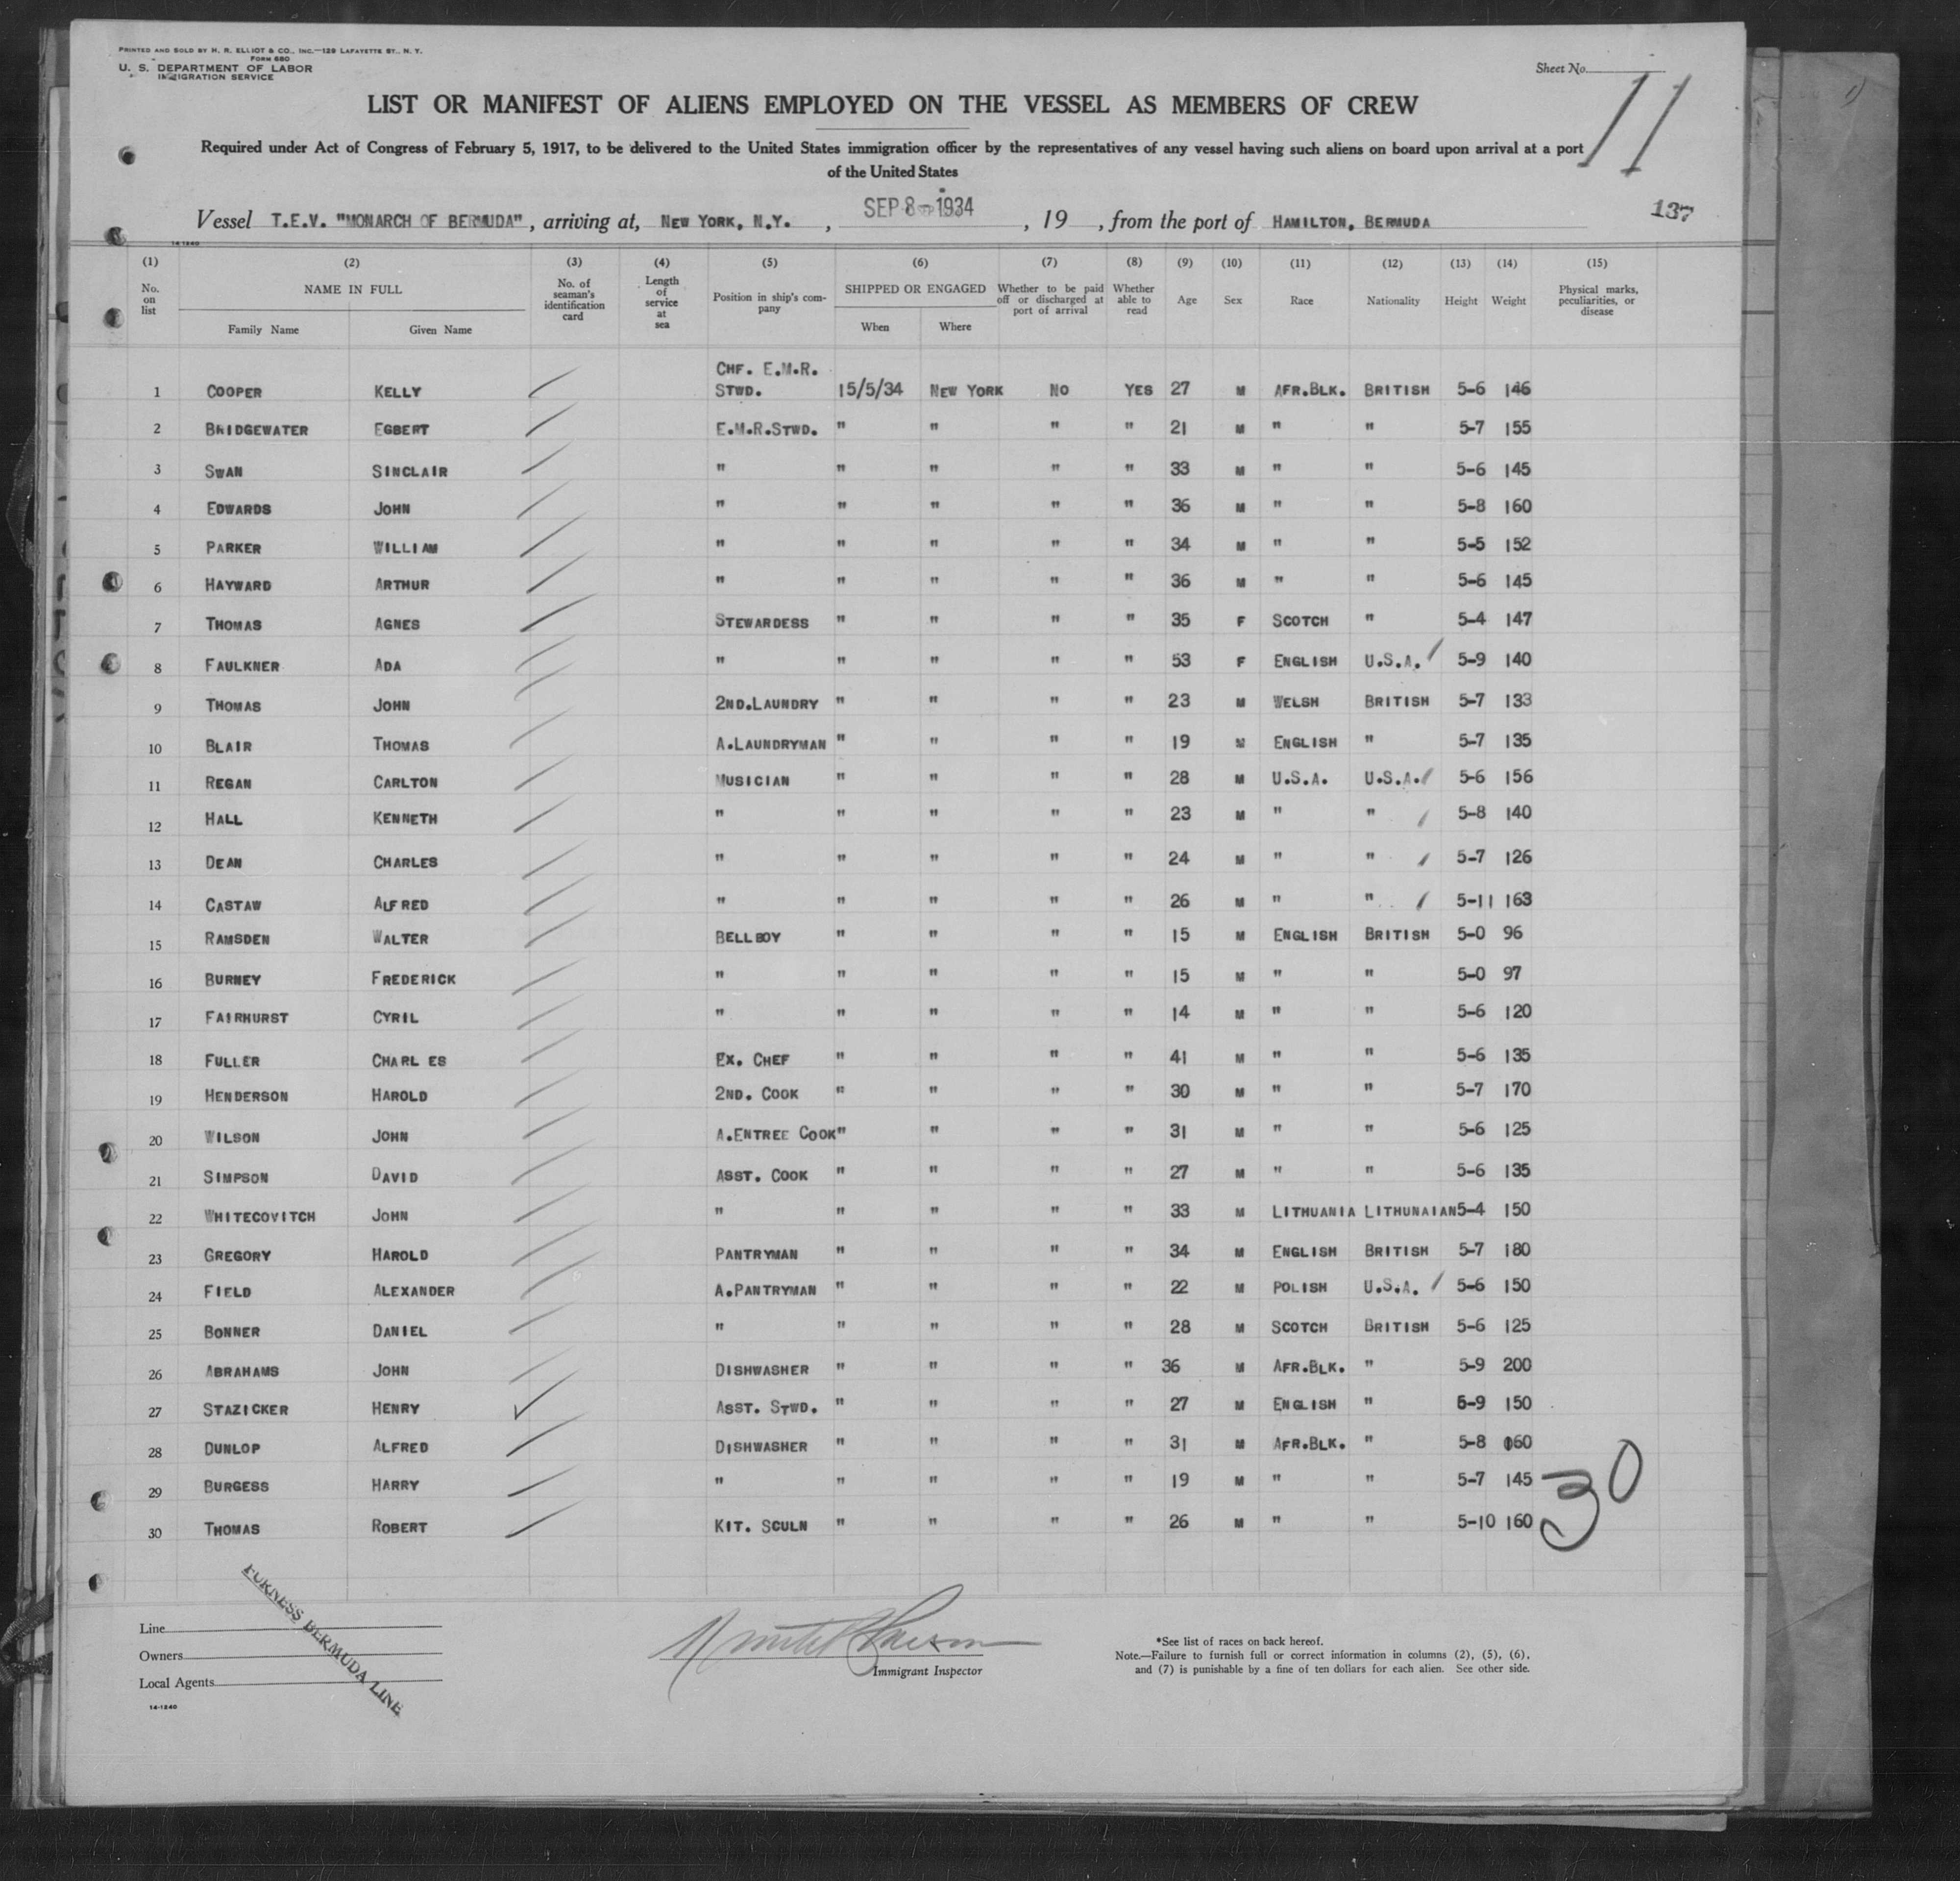 PRINTED AND SOLD BY H. R. ELLIOT & CO., INC.—129 LAFAYETTE ST., N. Y.
FORM 680
U. S. DEPARTMENT OF LABOR
IMMIGRATION SERVICE
Sheet No.
11
LIST OR MANIFEST OF ALIENS EMPLOYED ON THE VESSEL AS MEMBERS OF CREW
Required under Act of Congress of February 5, 1917, to be delivered to the United States immigration officer by the representatives of any vessel having such aliens on board upon arrival at a port
of the United States
Vessel T.E.V. "MONARCH OF BERMUDA", arriving at, NEW YORK, N.Y. , SEP 8 - 1934 , 19 , from the port of HAMILTON, BERMUDA 137
14-1240
(1) (2) (3) (4) (5) (6) (7) (8) (9) (10) (11) (12) (13) (14) (15)
No. on list NAME IN FULL Family Name Given Name No. of seaman's identification card Length of service at sea Position in ship's company SHIPPED OR ENGAGED When Where Whether to be paid off or discharged at port of arrival Whether able to read Age Sex Race Nationality Height Weight Physical marks, peculiarities, or disease
1 COOPER KELLY CHF. E.M.R. STWD. 15/5/34 NEW YORK NO YES 27 M AFR.BLK. BRITISH 5-6 146
2 BRIDGEWATER EGBERT E.M.R.STWD. " " " " 21 M " " 5-7 155
3 SWAN SINCLAIR " " " " " 33 M " " 5-6 145
4 EDWARDS JOHN " " " " " 36 M " " 5-8 160
5 PARKER WILLIAM " " " " " 34 M " " 5-5 152
6 HAYWARD ARTHUR " " " " " 36 M " " 5-6 145
7 THOMAS AGNES STEWARDESS " " " " 35 F SCOTCH " 5-4 147
8 FAULKNER ADA " " " " " 53 F ENGLISH U.S.A. 5-9 140
9 THOMAS JOHN 2ND.LAUNDRY " " " " 23 M WELSH BRITISH 5-7 133
10 BLAIR THOMAS A.LAUNDRYMAN " " " " 19 M ENGLISH " 5-7 135
11 REGAN CARLTON MUSICIAN " " " " 28 M U.S.A. U.S.A. 5-6 156
12 HALL KENNETH " " " " " 23 M " " 5-8 140
13 DEAN CHARLES " " " " " 24 M " " 5-7 126
14 CASTAW ALFRED " " " " " 26 M " " 5-11 163
15 RAMSDEN WALTER BELLBOY " " " " 15 M ENGLISH BRITISH 5-0 96
16 BURNEY FREDERICK " " " " " 15 M " " 5-0 97
17 FAIRHURST CYRIL " " " " " 14 M " " 5-6 120
18 FULLER CHARLES EX. CHEF " " " " 41 M " " 5-6 135
19 HENDERSON HAROLD 2ND. COOK " " " " 30 M " " 5-7 170
20 WILSON JOHN A.ENTREE COOK " " " " 31 M " " 5-6 125
21 SIMPSON DAVID ASST. COOK " " " " 27 M " " 5-6 135
22 WHITECOVITCH JOHN " " " " " 33 M LITHUANIA LITHUNAIAN 5-4 150
23 GREGORY HAROLD PANTRYMAN " " " " 34 M ENGLISH BRITISH 5-7 180
24 FIELD ALEXANDER A.PANTRYMAN " " " " 22 M POLISH U.S.A. 5-6 150
25 BONNER DANIEL " " " " " 28 M SCOTCH BRITISH 5-6 125
26 ABRAHAMS JOHN DISHWASHER " " " " 36 M AFR.BLK. " 5-9 200
27 STAZICKER HENRY ASST. STWD. " " " " 27 M ENGLISH " 5-9 150
28 DUNLOP ALFRED DISHWASHER " " " " 31 M AFR.BLK. " 5-8 160
29 BURGESS HARRY " " " " " 19 M " " 5-7 145
30 THOMAS ROBERT KIT. SCULN " " " " 26 M " " 5-10 160
30
FURNESS BERMUDA LINE
Line
Owners
Local Agents
14-1240
Immigrant Inspector
*See list of races on back hereof.
Note.—Failure to furnish full or correct information in columns (2), (5), (6),
and (7) is punishable by a fine of ten dollars for each alien. See other side.